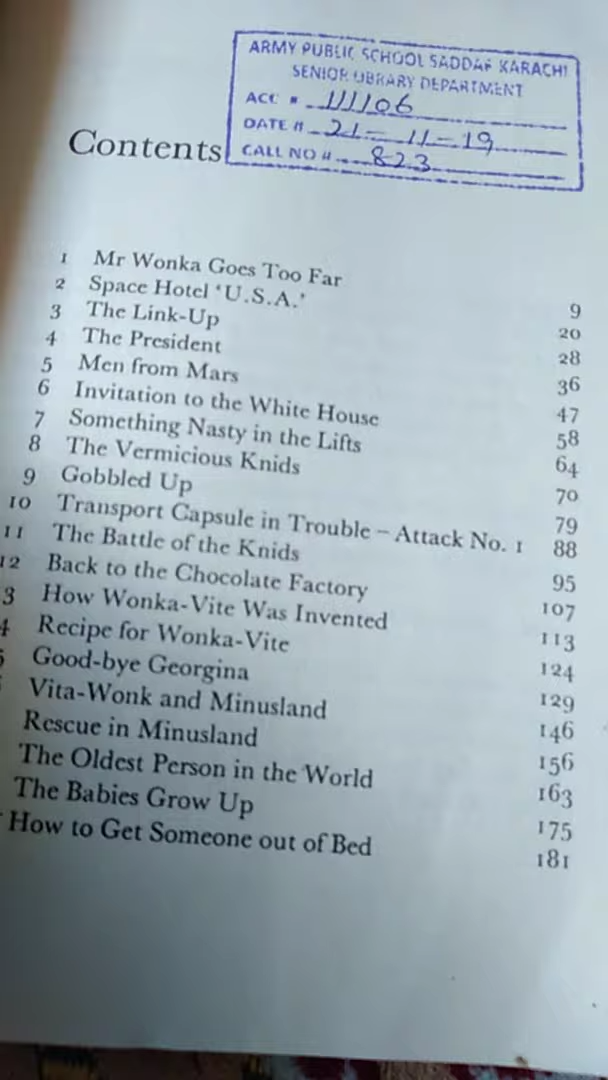 ARMY PUBLIC SCHOOL SADDAR KARACHI
SENIOR LIBRARY DEPARTMENT
ACC # 111106
DATE # 21-11-19
CALL NO # 823
Contents
1 Mr Wonka Goes Too Far 9
2 Space Hotel ‘U.S.A.’ 20
3 The Link-Up 28
4 The President 36
5 Men from Mars 47
6 Invitation to the White House 58
7 Something Nasty in the Lifts 64
8 The Vermicious Knids 70
9 Gobbled Up 79
10 Transport Capsule in Trouble – Attack No. 1 88
11 The Battle of the Knids 95
12 Back to the Chocolate Factory 107
3 How Wonka-Vite Was Invented 113
4 Recipe for Wonka-Vite 124
5 Good-bye Georgina 129
Vita-Wonk and Minusland 146
Rescue in Minusland 156
The Oldest Person in the World 163
The Babies Grow Up 175
How to Get Someone out of Bed 181